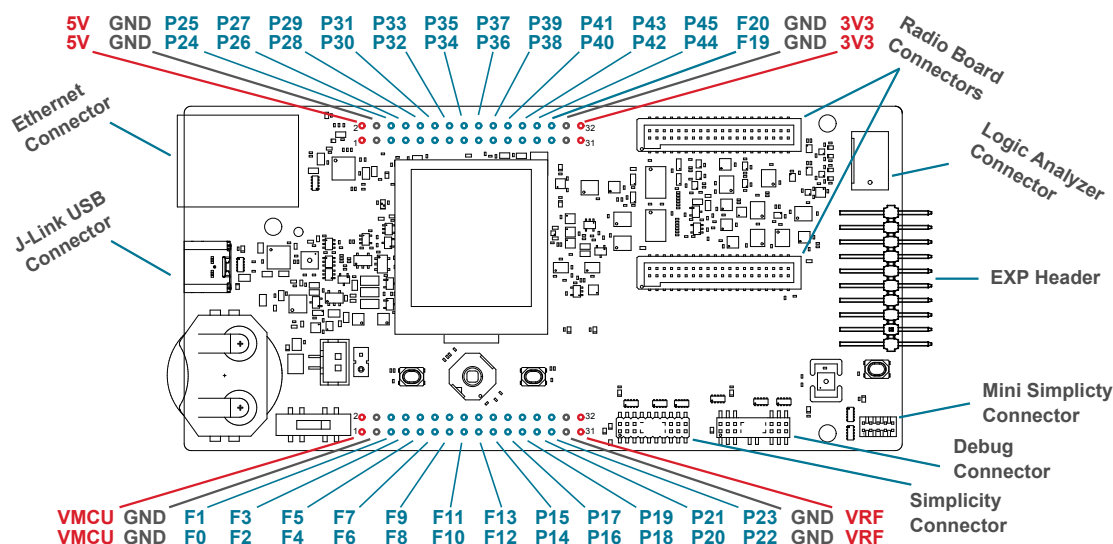 5V GND P25 P27 P29 P31 P33 P35 P37 P39 P41 P43 P45 F20 GND 3V3
5V GND P24 P26 P28 P30 P32 P34 P36 P38 P40 P42 P44 F19 GND 3V3
Radio Board
Connectors
Ethernet
Connector
2
1
32
31
Logic Analyzer
Connector
J-Link USB
Connector
EXP Header
Mini Simplicty
Connector
2
1
32
31
Debug
Connector
Simplicity
Connector
VMCU GND F1 F3 F5 F7 F9 F11 F13 P15 P17 P19 P21 P23 GND VRF
VMCU GND F0 F2 F4 F6 F8 F10 F12 P14 P16 P18 P20 P22 GND VRF